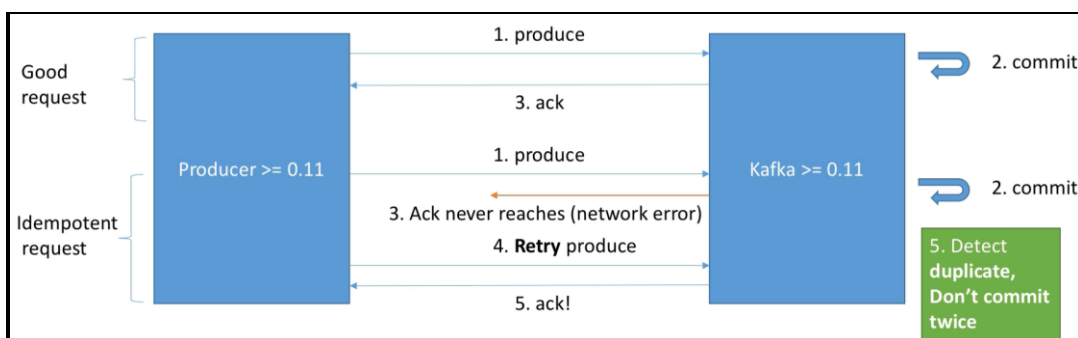 1. produce
2. commit
Good
request
3. ack
Producer >= 0.11
1. produce
Kafka >= 0.11
2. commit
3. Ack never reaches (network error)
Idempotent
request
4. Retry produce
5. Detect
duplicate,
Don't commit
twice
5. ack!